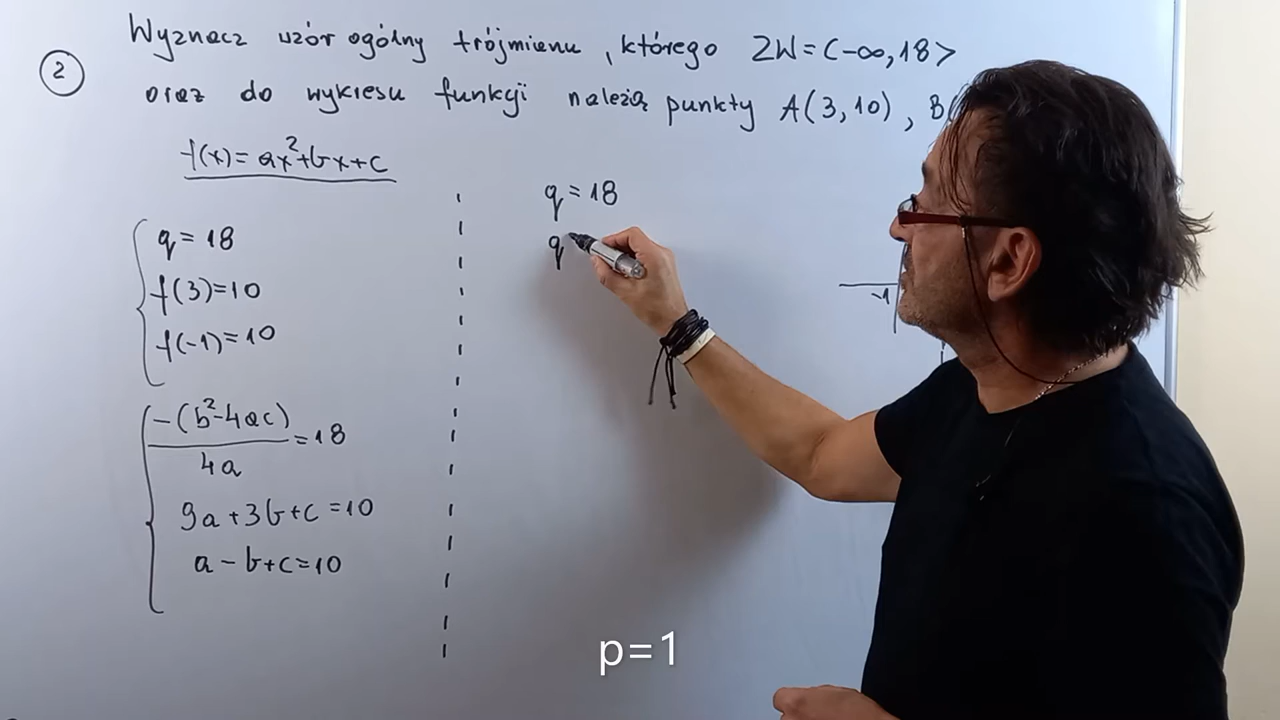 Wyznacz wzór ogólny trójmianu, którego ZW=(-∞,18>
2
oraz do wykresu funkcji należą punkty A(3,10), B(
f(x)=ax²+bx+c
q=18
q=18
q
f(3)=10
-1
f(-1)=10
-(b²-4ac)
=18
4a
9a+3b+c=10
a-b+c=10
p=1